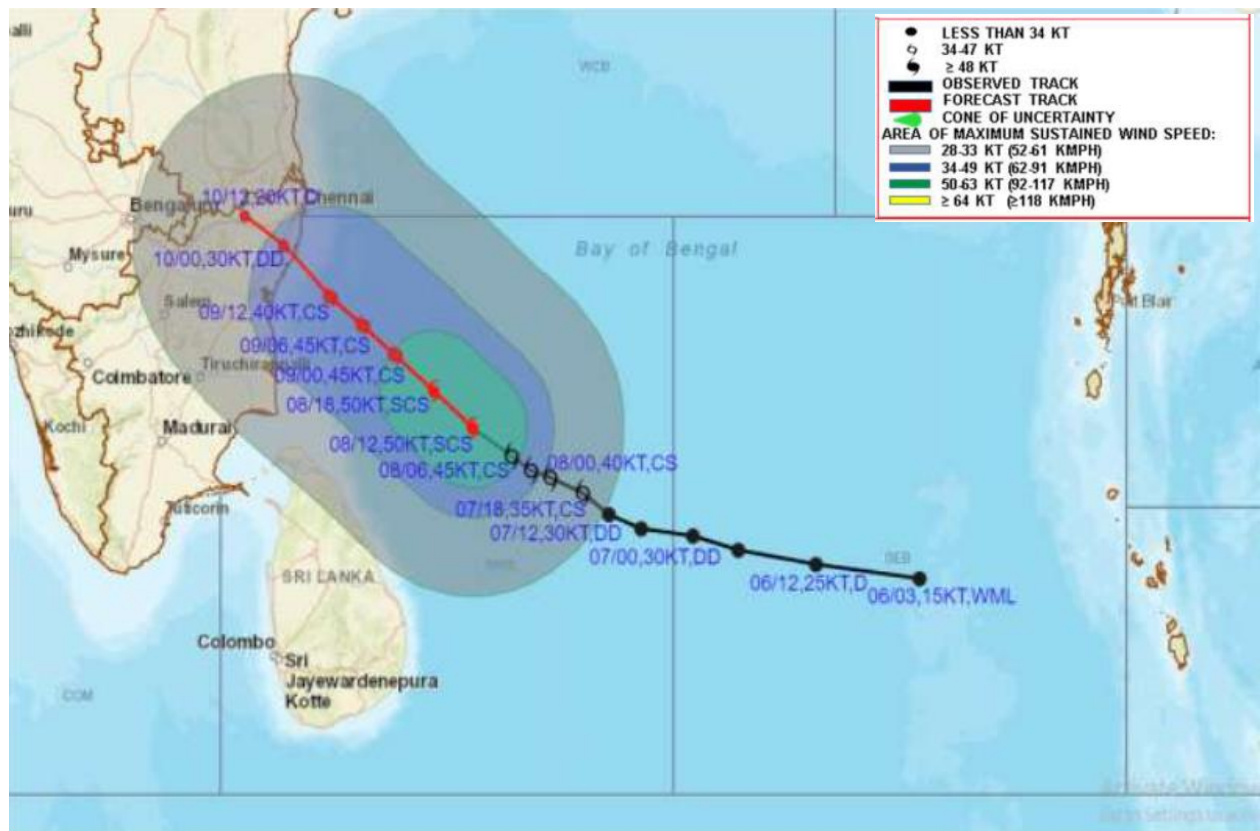 LESS THAN 34 KT
34-47 KT
≥ 48 KT
OBSERVED TRACK
FORECAST TRACK
CONE OF UNCERTAINTY
AREA OF MAXIMUM SUSTAINED WIND SPEED:
28-33 KT (52-61 KMPH)
34-49 KT (62-91 KMPH)
50-63 KT (92-117 KMPH)
≥ 64 KT (≥118 KMPH)
WCB
Chennai
Bengaluru
Bay of Bengal
10/00,30KT,DD
Mysure
Salem
09/12,40KT,CS
09/06,45KT,CS
Coimbatore
09/00,45KT,CS
08/18,50KT,SCS
Kochi
Madurai
08/12,50KT,SCS
08/06,45KT,CS
08/00,40KT,CS
07/18,35KT,CS
07/12,30KT,DD
07/00,30KT,DD
06/12,25KT,D
06/03,15KT,WML
SRI LANKA
Colombo
Sri
Jayewardenepura
Kotte
COM